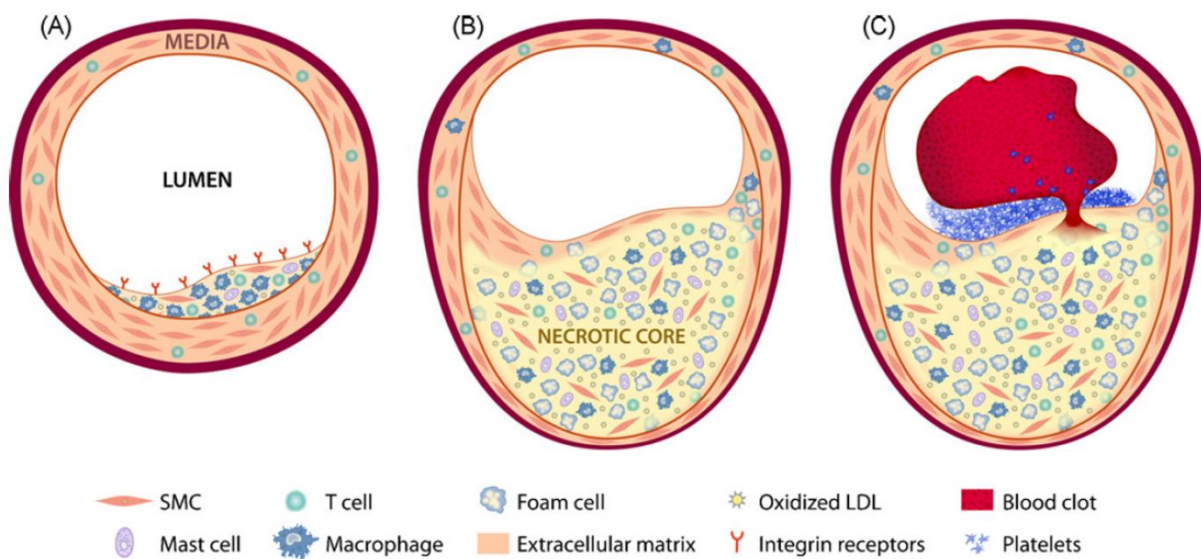 (A)
MEDIA
LUMEN
(B)
NECROTIC CORE
(C)
SMC T cell Foam cell Oxidized LDL Blood clot
Mast cell Macrophage Extracellular matrix Integrin receptors Platelets